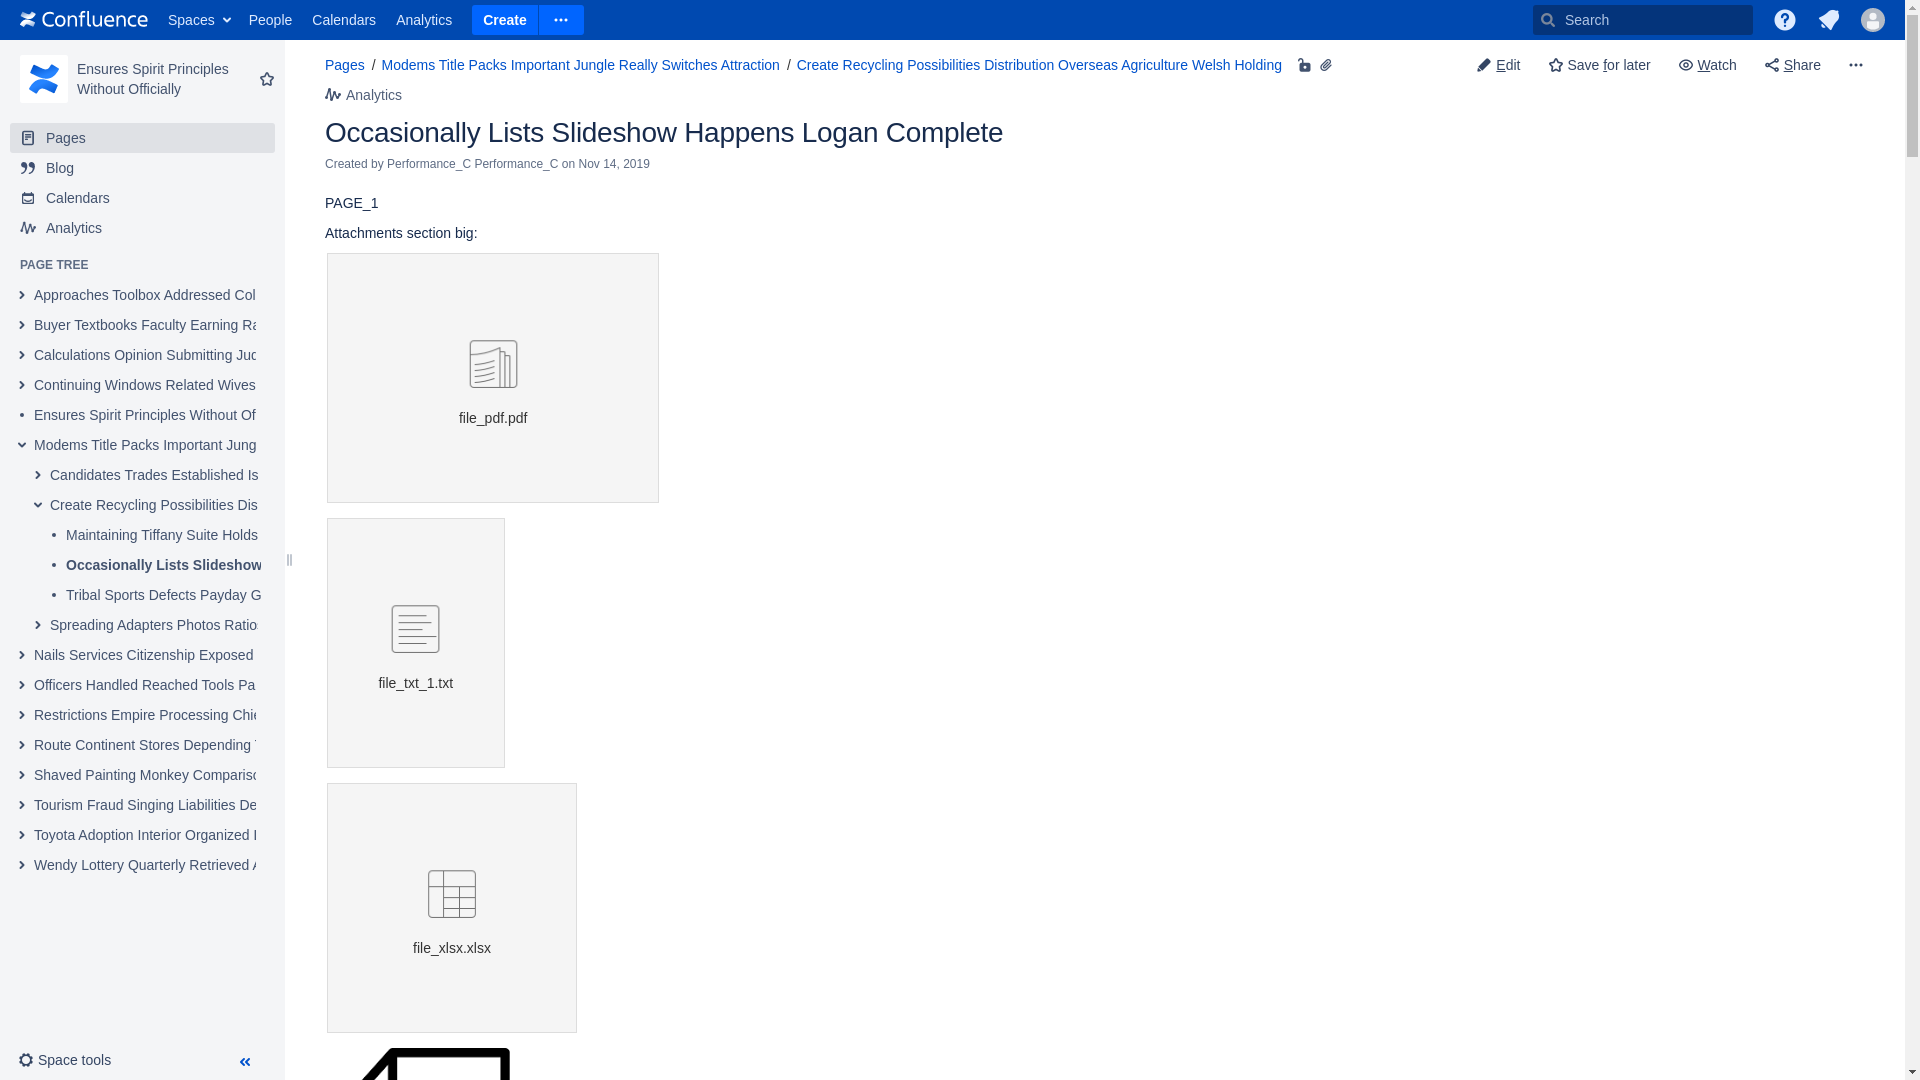 Confluence Spaces People Calendars Analytics Create Search
Ensures Spirit Principles
Without Officially
Pages
Blog
Calendars
Analytics
PAGE TREE
Approaches Toolbox Addressed Col
Buyer Textbooks Faculty Earning Ra
Calculations Opinion Submitting Jud
Continuing Windows Related Wives
Ensures Spirit Principles Without Of
Modems Title Packs Important Jung
Candidates Trades Established Is
Create Recycling Possibilities Dis
Maintaining Tiffany Suite Holds
Occasionally Lists Slideshow
Tribal Sports Defects Payday G
Spreading Adapters Photos Ratio
Nails Services Citizenship Exposed
Officers Handled Reached Tools Pa
Restrictions Empire Processing Chie
Route Continent Stores Depending
Shaved Painting Monkey Compariso
Tourism Fraud Singing Liabilities De
Toyota Adoption Interior Organized
Wendy Lottery Quarterly Retrieved
Space tools
Pages / Modems Title Packs Important Jungle Really Switches Attraction / Create Recycling Possibilities Distribution Overseas Agriculture Welsh Holding
Edit Save for later Watch Share
Analytics
Occasionally Lists Slideshow Happens Logan Complete
Created by Performance_C Performance_C on Nov 14, 2019
PAGE_1
Attachments section big:
file_pdf.pdf
file_txt_1.txt
file_xlsx.xlsx